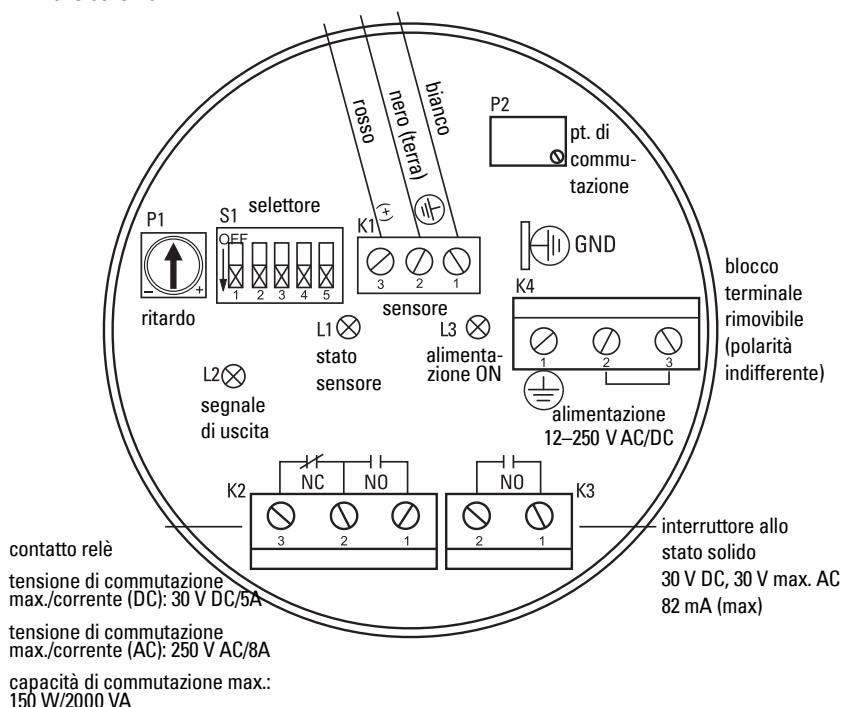 rosso
nero (terra)
bianco
P2
pt. di
commu-
tazione
P1
S1
selettore
OFF
1 2 3 4 5
- +
ritardo
(+)
K1
3 2 1
sensore
GND
K4
1 2 3
blocco
terminale
rimovibile
(polarità
indifferente)
L1
stato
sensore
L3
alimenta-
zione ON
L2
segnale
di uscita
alimentazione
12–250 V AC/DC
K2
NC NO
3 2 1
NO
K3
2 1
contatto relè
tensione di commutazione
max./corrente (DC): 30 V DC/5A
tensione di commutazione
max./corrente (AC): 250 V AC/8A
capacità di commutazione max.:
150 W/2000 VA
interruttore allo
stato solido
30 V DC, 30 V max. AC
82 mA (max)